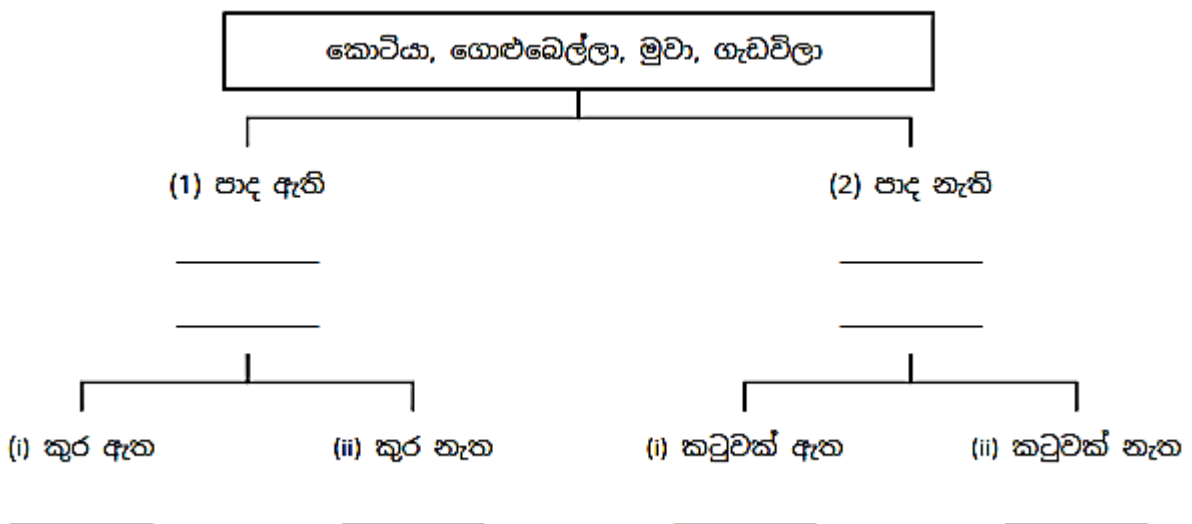 කොටියා, ගොළුබෙල්ලා, මුවා, ගැඩවිලා
(1) පාද ඇති
(2) පාද නැති
(i) කුර ඇත
(ii) කුර නැත
(i) කටුවක් ඇත
(ii) කටුවක් නැත